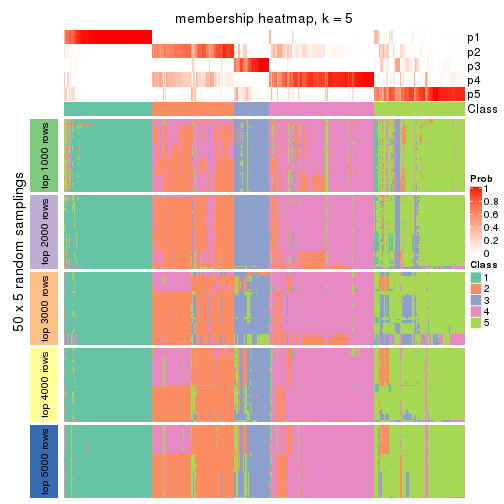 membership heatmap, k = 5
p1
p2
p3
p4
p5
Class
50 x 5 random samplings
top 1000 rows
top 2000 rows
top 3000 rows
top 4000 rows
top 5000 rows
Prob
1
0.8
0.6
0.4
0.2
0
Class
1
2
3
4
5